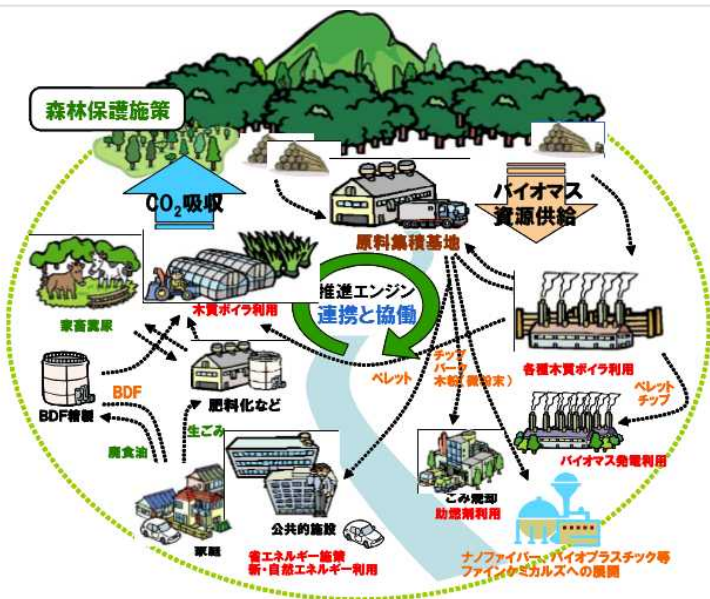 森林保護施策
CO₂吸収
バイオマス
資源供給
原料集積基地
木質ボイラ利用
推進エンジン
連携と協働
家畜糞尿
各種木質ボイラ利用
チップ
バーク
木粉(微粉末)
ペレット
ペレット
チップ
BDF
BDF精製
肥料化など
生ごみ
廃食油
バイオマス発電利用
ごみ焼却
助燃剤利用
公共的施設
家庭
省エネルギー施策
新・自然エネルギー利用
ナノファイバー、バイオプラスチック等
ファインケミカルズへの展開